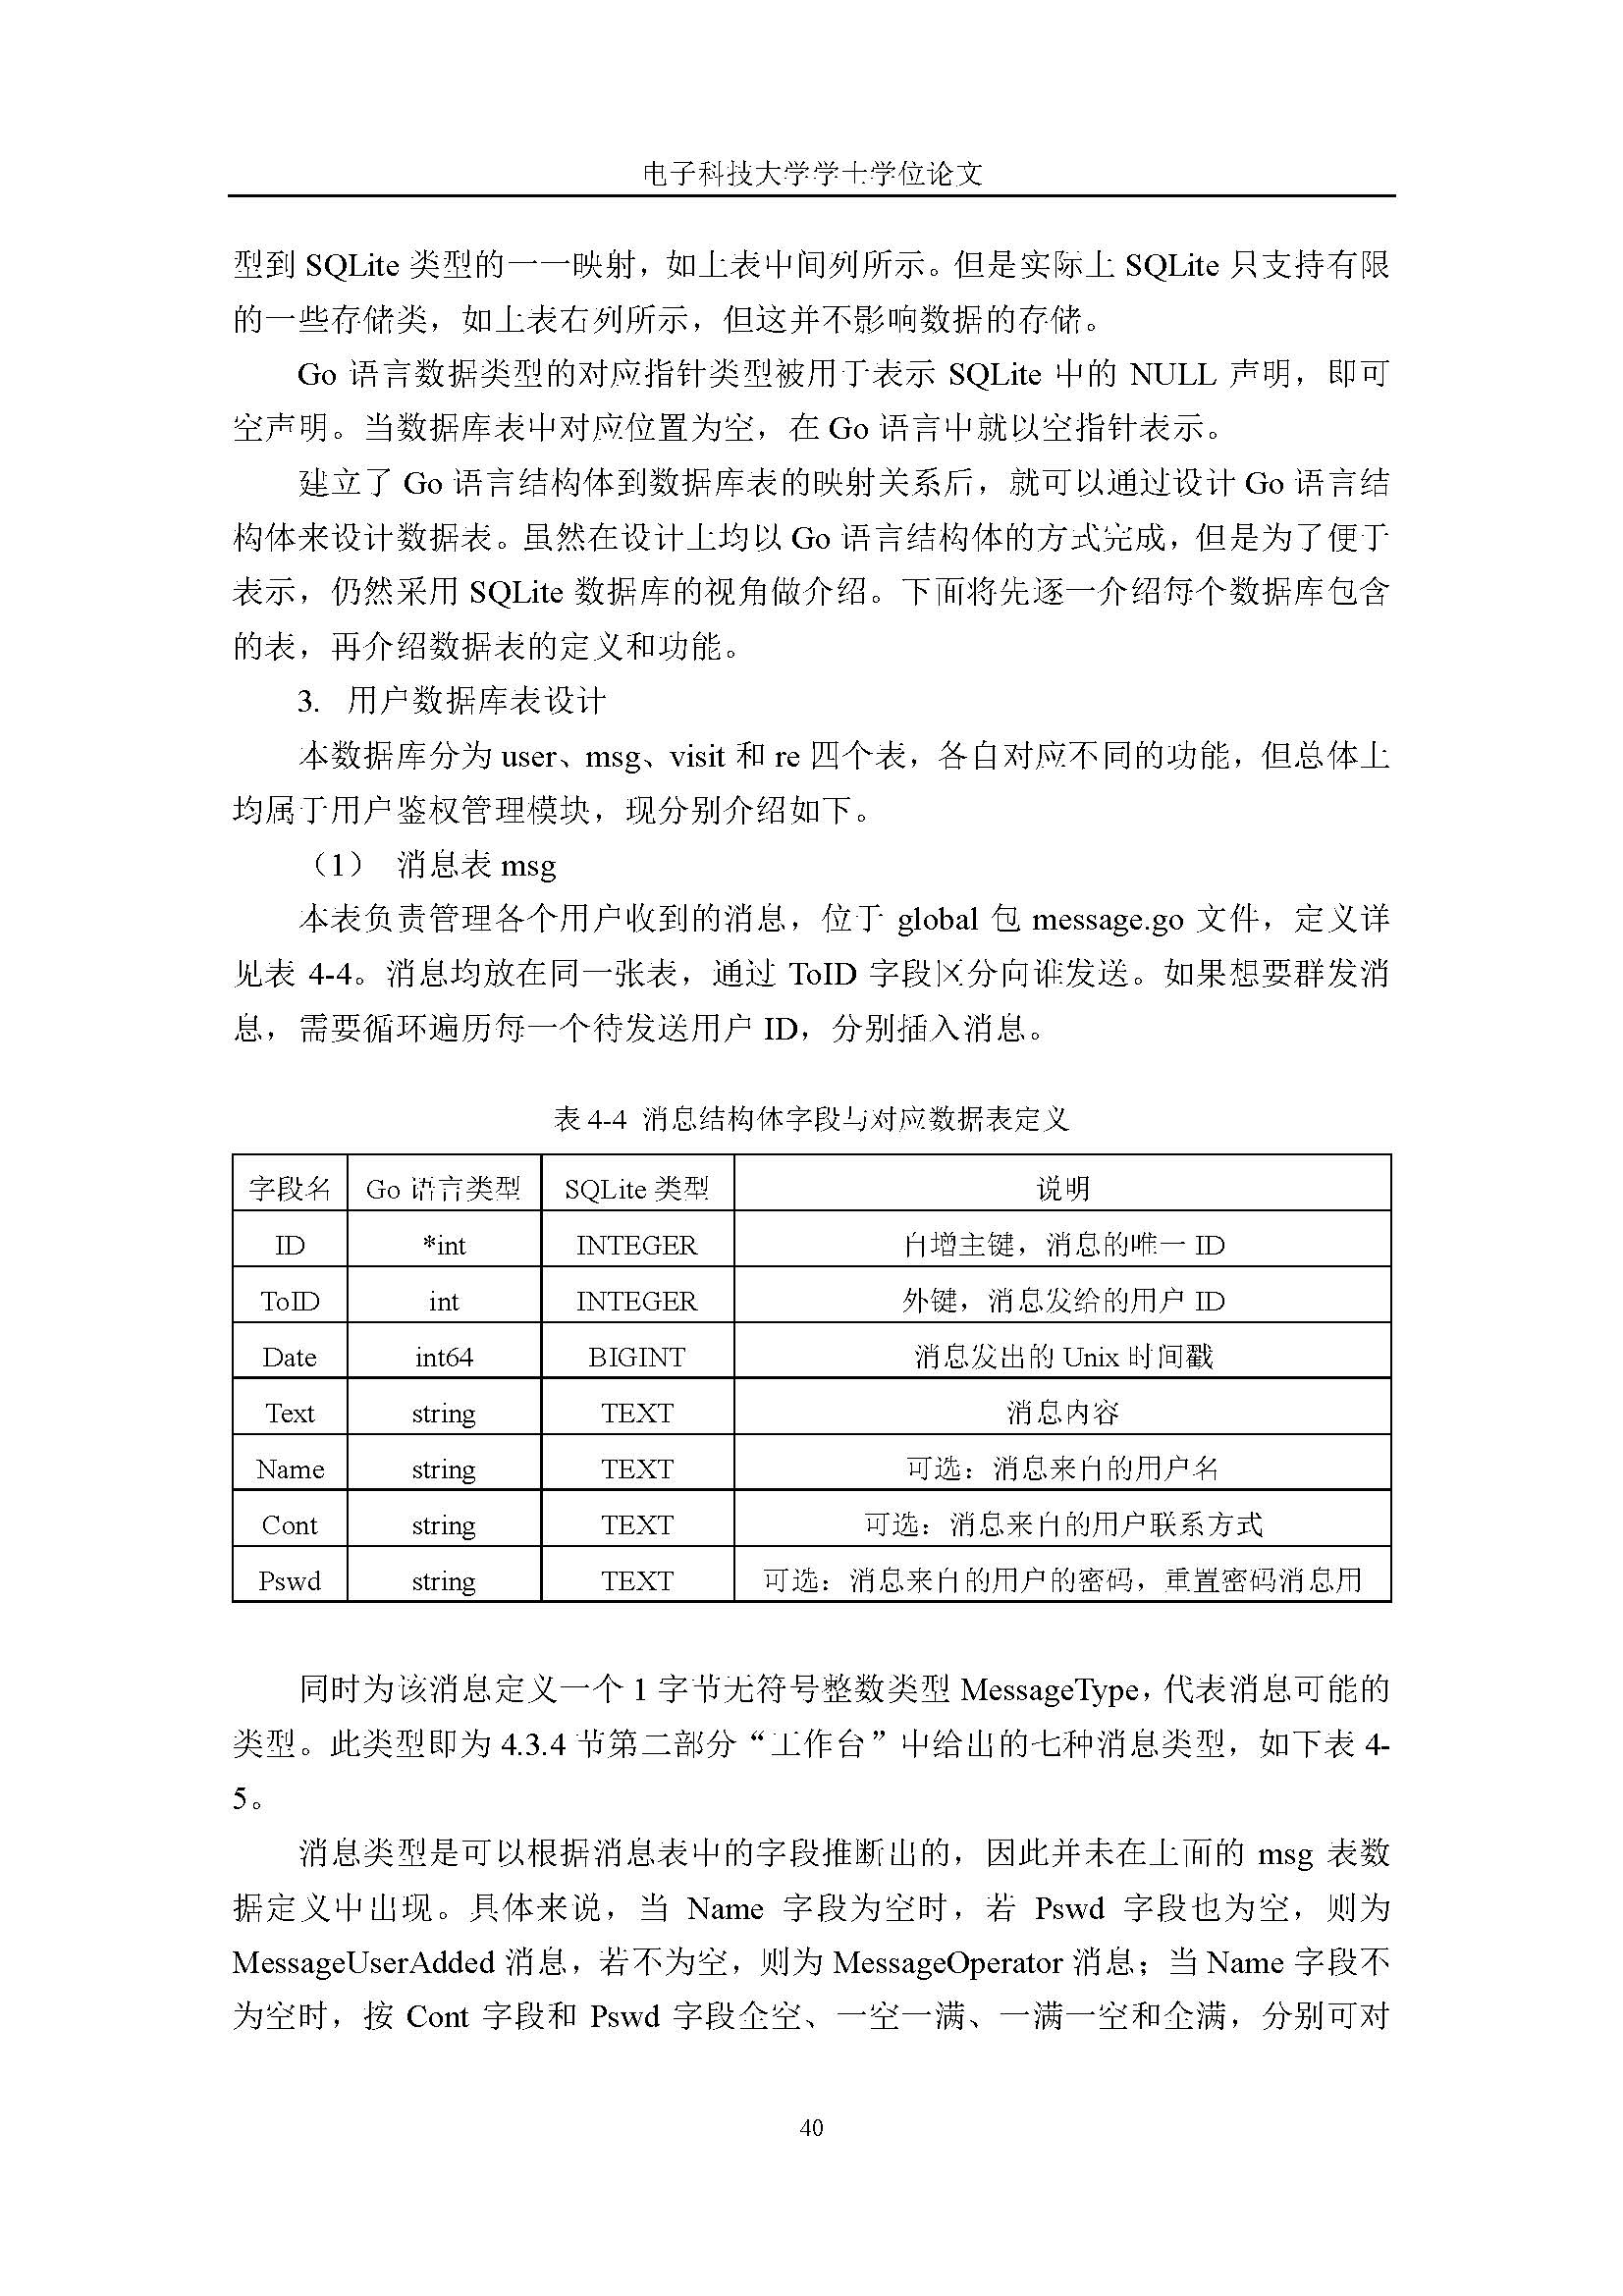 电子科技大学学士学位论文
型到 SQLite 类型的一一映射，如上表中间列所示。但是实际上 SQLite 只支持有限
的一些存储类，如上表右列所示，但这并不影响数据的存储。
Go 语言数据类型的对应指针类型被用于表示 SQLite 中的 NULL 声明，即可
空声明。当数据库表中对应位置为空，在 Go 语言中就以空指针表示。
建立了 Go 语言结构体到数据库表的映射关系后，就可以通过设计 Go 语言结
构体来设计数据表。虽然在设计上均以 Go 语言结构体的方式完成，但是为了便于
表示，仍然采用 SQLite 数据库的视角做介绍。下面将先逐一介绍每个数据库包含
的表，再介绍数据表的定义和功能。
3. 用户数据库表设计
本数据库分为 user、msg、visit 和 re 四个表，各自对应不同的功能，但总体上
均属于用户鉴权管理模块，现分别介绍如下。
（1） 消息表 msg
本表负责管理各个用户收到的消息，位于 global 包 message.go 文件，定义详
见表 4-4。消息均放在同一张表，通过 ToID 字段区分向谁发送。如果想要群发消
息，需要循环遍历每一个待发送用户 ID，分别插入消息。
表 4-4 消息结构体字段与对应数据表定义
字段名 Go 语言类型 SQLite 类型 说明
ID *int INTEGER 自增主键，消息的唯一 ID
ToID int INTEGER 外键，消息发给的用户 ID
Date int64 BIGINT 消息发出的 Unix 时间戳
Text string TEXT 消息内容
Name string TEXT 可选：消息来自的用户名
Cont string TEXT 可选：消息来自的用户联系方式
Pswd string TEXT 可选：消息来自的用户的密码，重置密码消息用
同时为该消息定义一个 1 字节无符号整数类型 MessageType，代表消息可能的
类型。此类型即为 4.3.4 节第二部分“工作台”中给出的七种消息类型，如下表 4-
5。
消息类型是可以根据消息表中的字段推断出的，因此并未在上面的 msg 表数
据定义中出现。具体来说，当 Name 字段为空时，若 Pswd 字段也为空，则为
MessageUserAdded 消息，若不为空，则为 MessageOperator 消息；当 Name 字段不
为空时，按 Cont 字段和 Pswd 字段全空、一空一满、一满一空和全满，分别可对
40